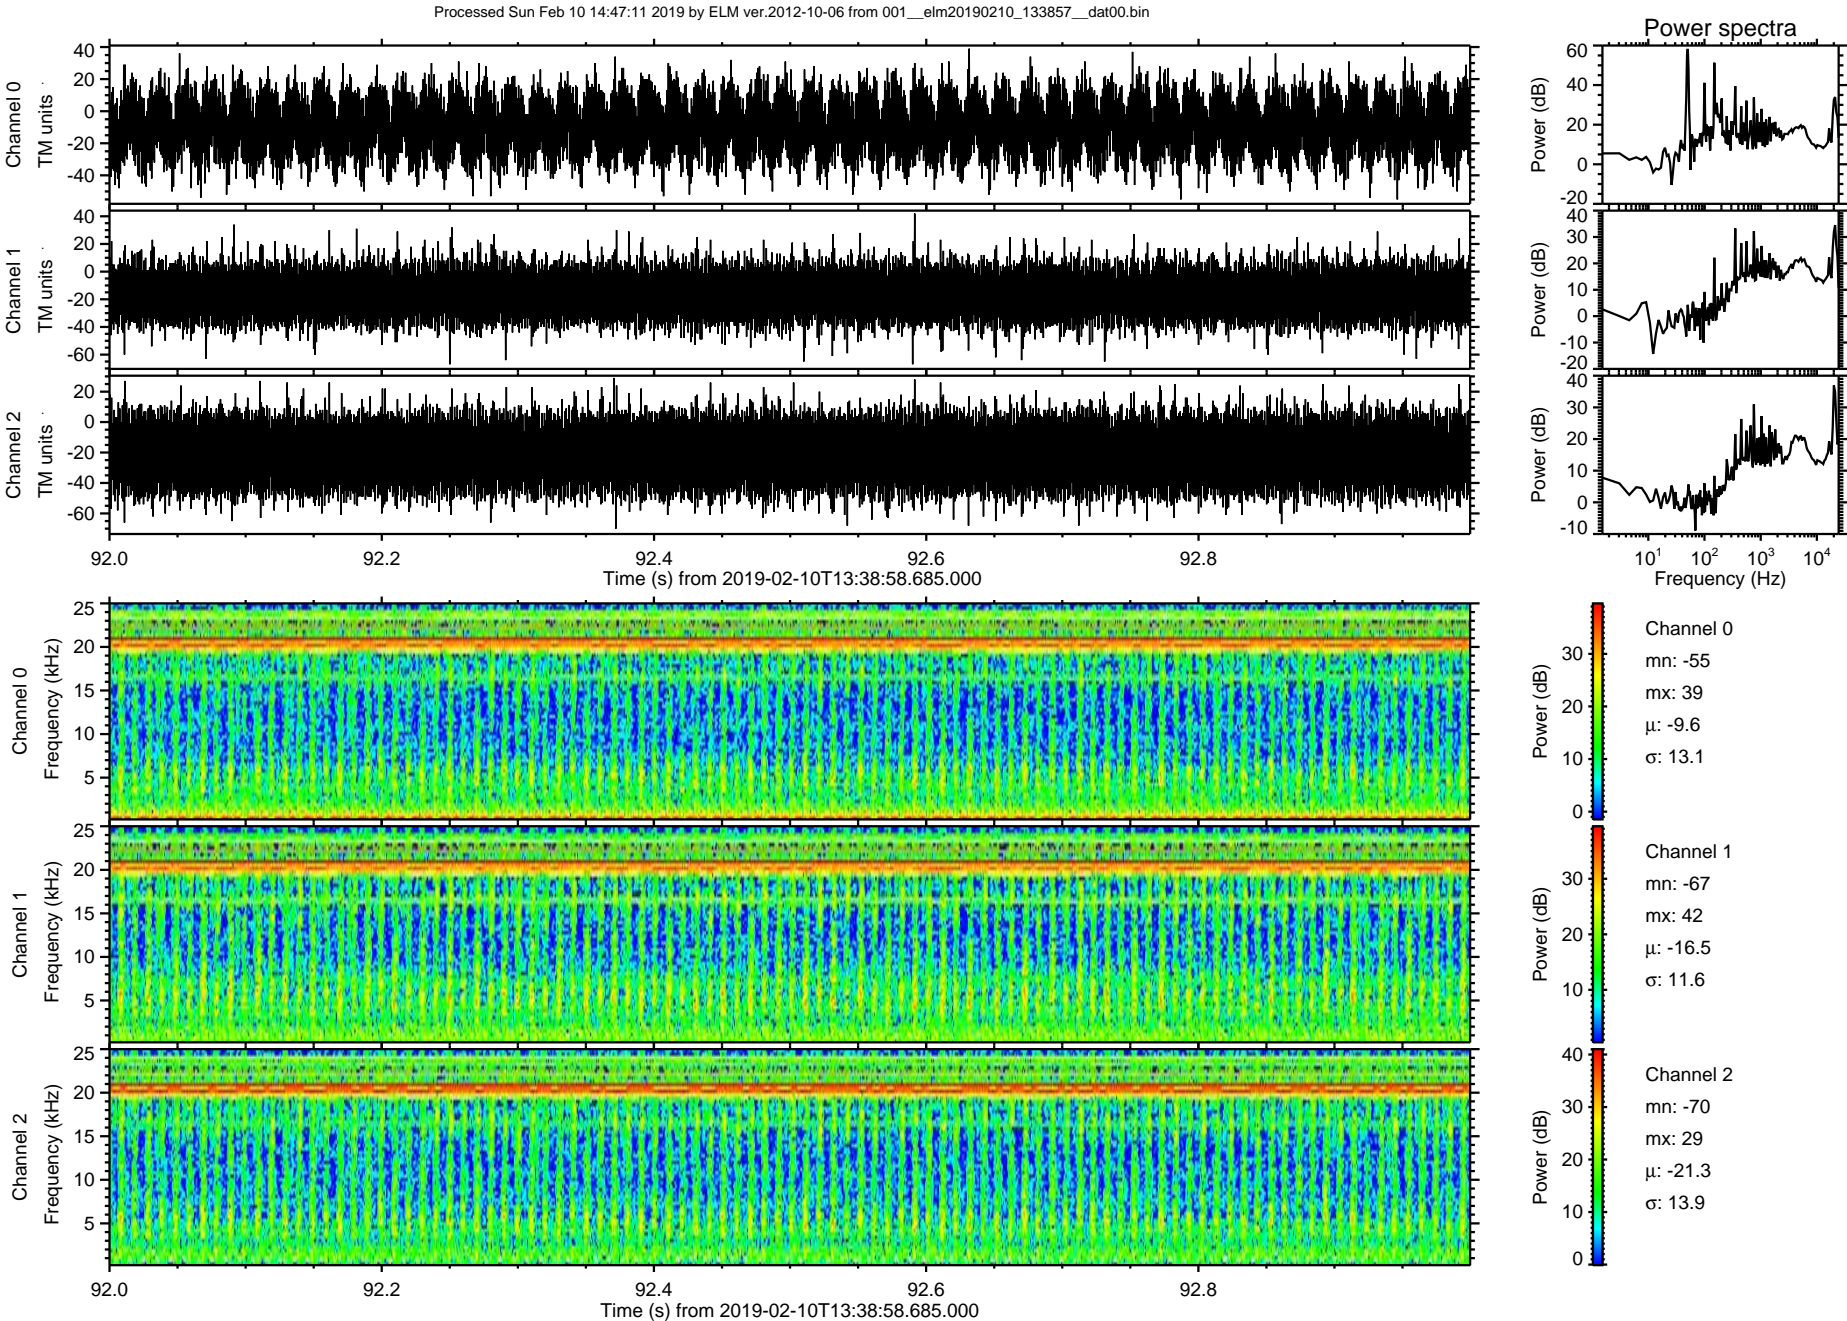 Processed Sun Feb 10 14:47:11 2019 by ELM ver.2012-10-06 from 001__elm20190210_133857__dat00.bin
Power spectra
Channel 0
TM units
40
20
0
-20
-40
Power (dB)
60
40
20
0
-20
Channel 1
TM units
40
20
0
-20
-40
-60
Power (dB)
40
30
20
10
0
-10
-20
Channel 2
TM units
20
0
-20
-40
-60
Power (dB)
40
30
20
10
0
-10
92.0 92.2 92.4 92.6 92.8
Time (s) from 2019-02-10T13:38:58.685.000
10^1 10^2 10^3 10^4
Frequency (Hz)
Channel 0
Frequency (kHz)
25
20
15
10
5
Power (dB)
30
20
10
0
Channel 0
mn: -55
mx: 39
μ: -9.6
σ: 13.1
Channel 1
Frequency (kHz)
25
20
15
10
5
Power (dB)
30
20
10
Channel 1
mn: -67
mx: 42
μ: -16.5
σ: 11.6
Channel 2
Frequency (kHz)
25
20
15
10
5
Power (dB)
40
30
20
10
0
Channel 2
mn: -70
mx: 29
μ: -21.3
σ: 13.9
92.0 92.2 92.4 92.6 92.8
Time (s) from 2019-02-10T13:38:58.685.000